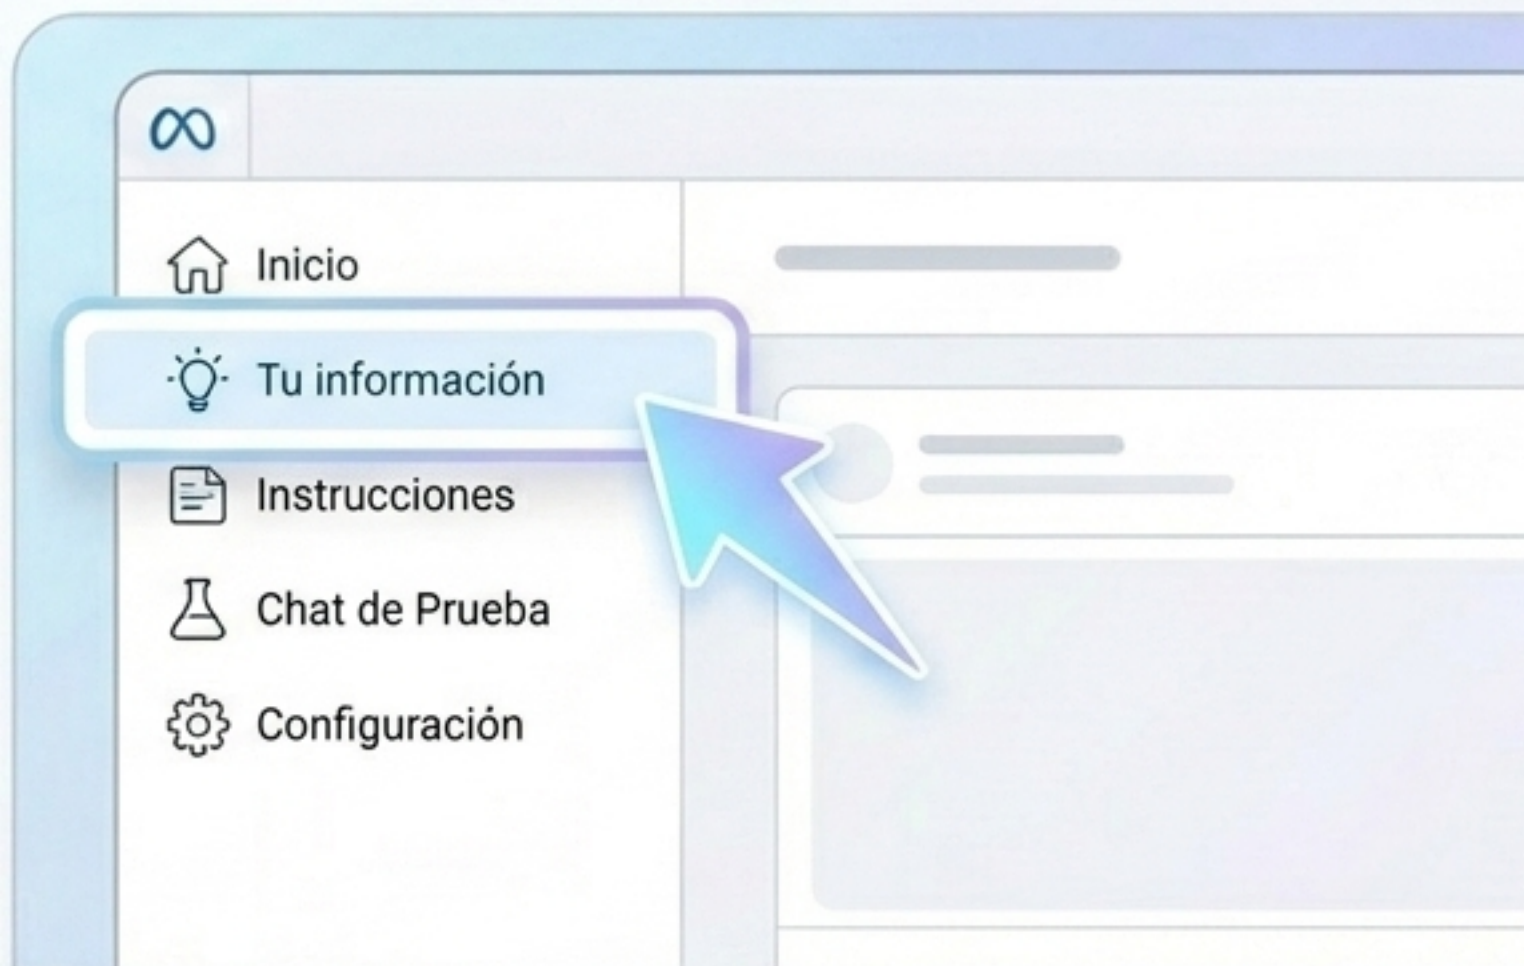 Inicio
Tu información
Instrucciones
Chat de Prueba
Configuración